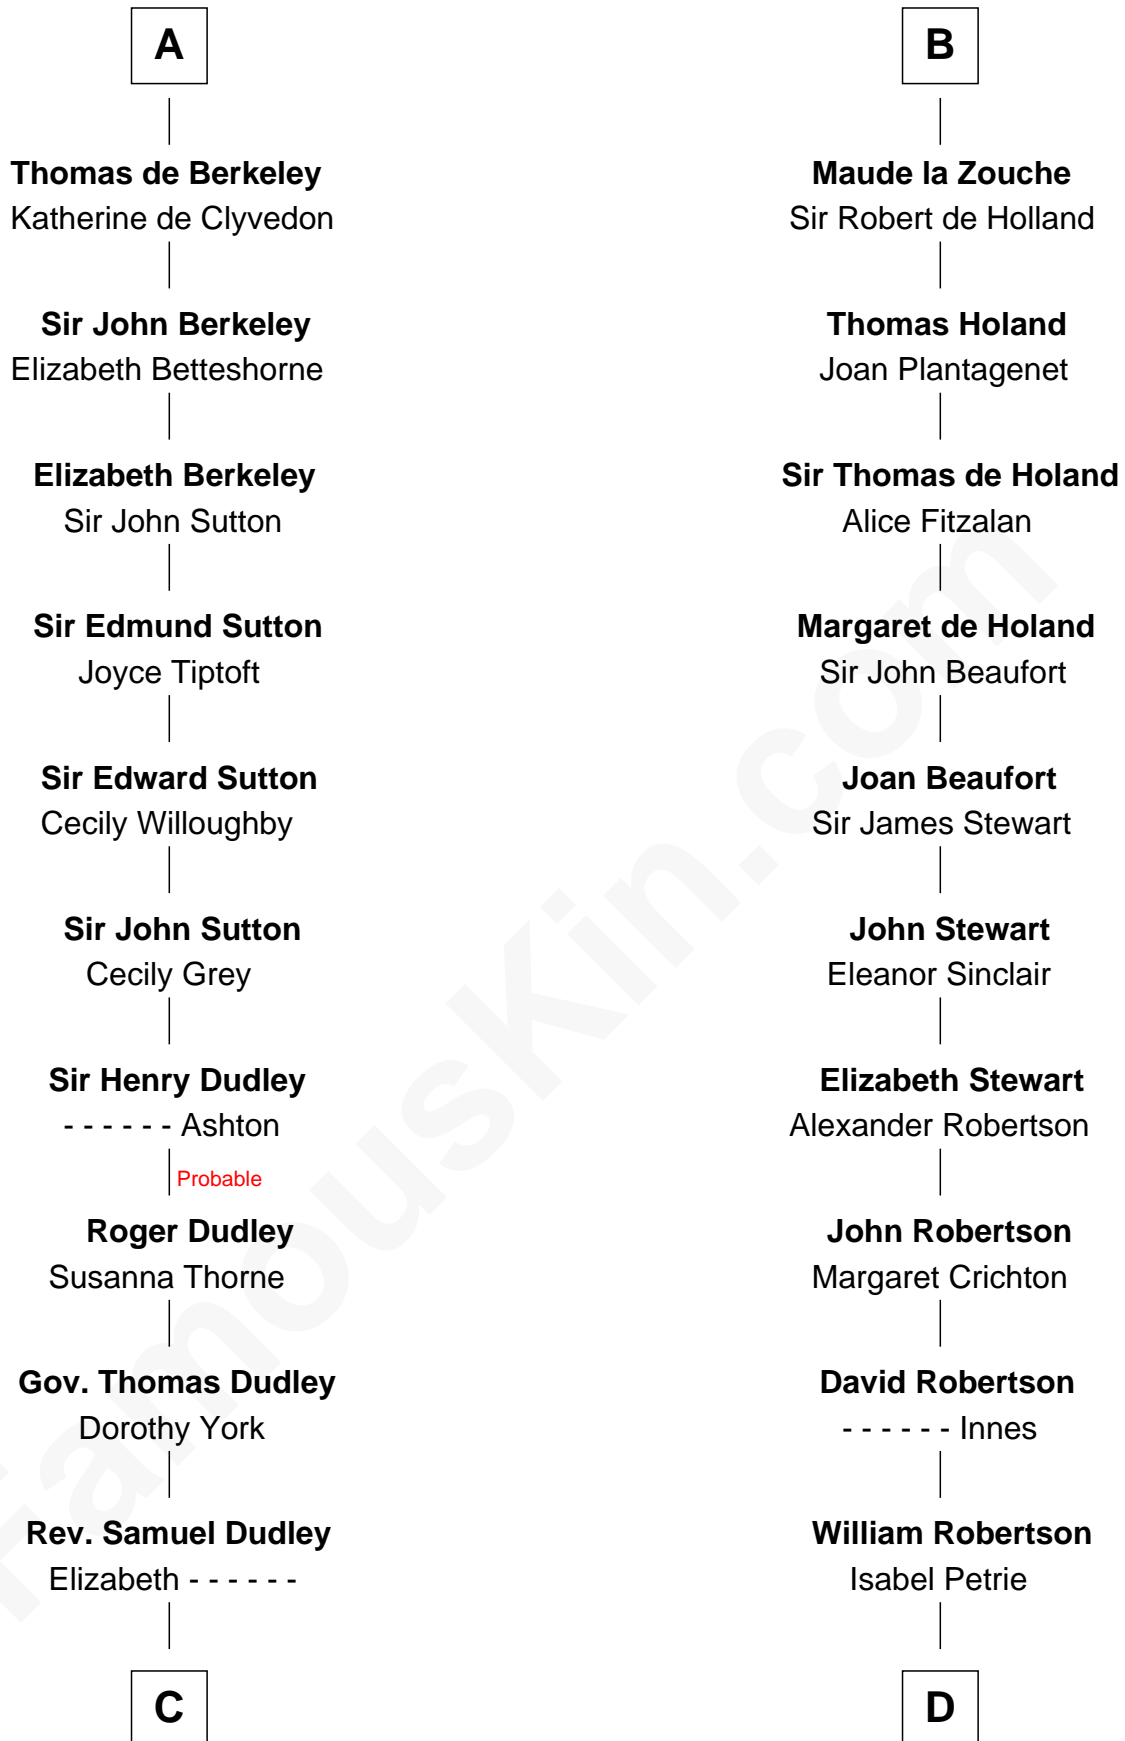 A
Thomas de Berkeley
Katherine de Clyvedon
Sir John Berkeley
Elizabeth Betteshorne
Elizabeth Berkeley
Sir John Sutton
Sir Edmund Sutton
Joyce Tiptoft
Sir Edward Sutton
Cecily Willoughby
Sir John Sutton
Cecily Grey
Sir Henry Dudley
- - - - - - Ashton
Probable
Roger Dudley
Susanna Thorne
Gov. Thomas Dudley
Dorothy York
Rev. Samuel Dudley
Elizabeth - - - - - -
C
B
Maude la Zouche
Sir Robert de Holland
Thomas Holand
Joan Plantagenet
Sir Thomas de Holand
Alice Fitzalan
Margaret de Holand
Sir John Beaufort
Joan Beaufort
Sir James Stewart
John Stewart
Eleanor Sinclair
Elizabeth Stewart
Alexander Robertson
John Robertson
Margaret Crichton
David Robertson
- - - - - - Innes
William Robertson
Isabel Petrie
D
FamousKin.com